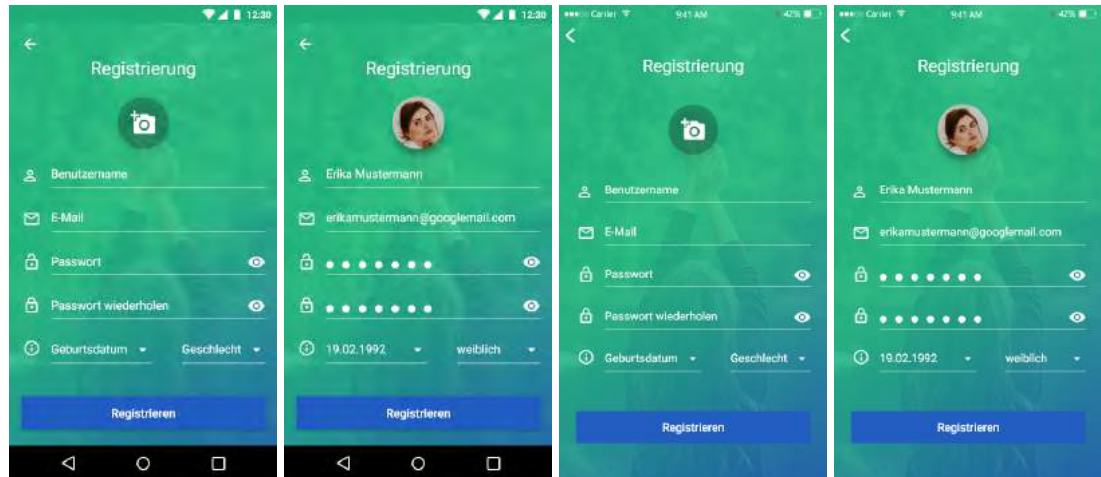 12:30
Registrierung
Benutzername
E-Mail
Passwort
Passwort wiederholen
Geburtsdatum Geschlecht
Registrieren
12:30
Registrierung
Erika Mustermann
erikamustermann@googlemail.com
19.02.1992 weiblich
Registrieren
Carrier 9:41 AM 42%
Registrierung
Benutzername
E-Mail
Passwort
Passwort wiederholen
Geburtsdatum Geschlecht
Registrieren
Carrier 9:41 AM 42%
Registrierung
Erika Mustermann
erikamustermann@googlemail.com
19.02.1992 weiblich
Registrieren